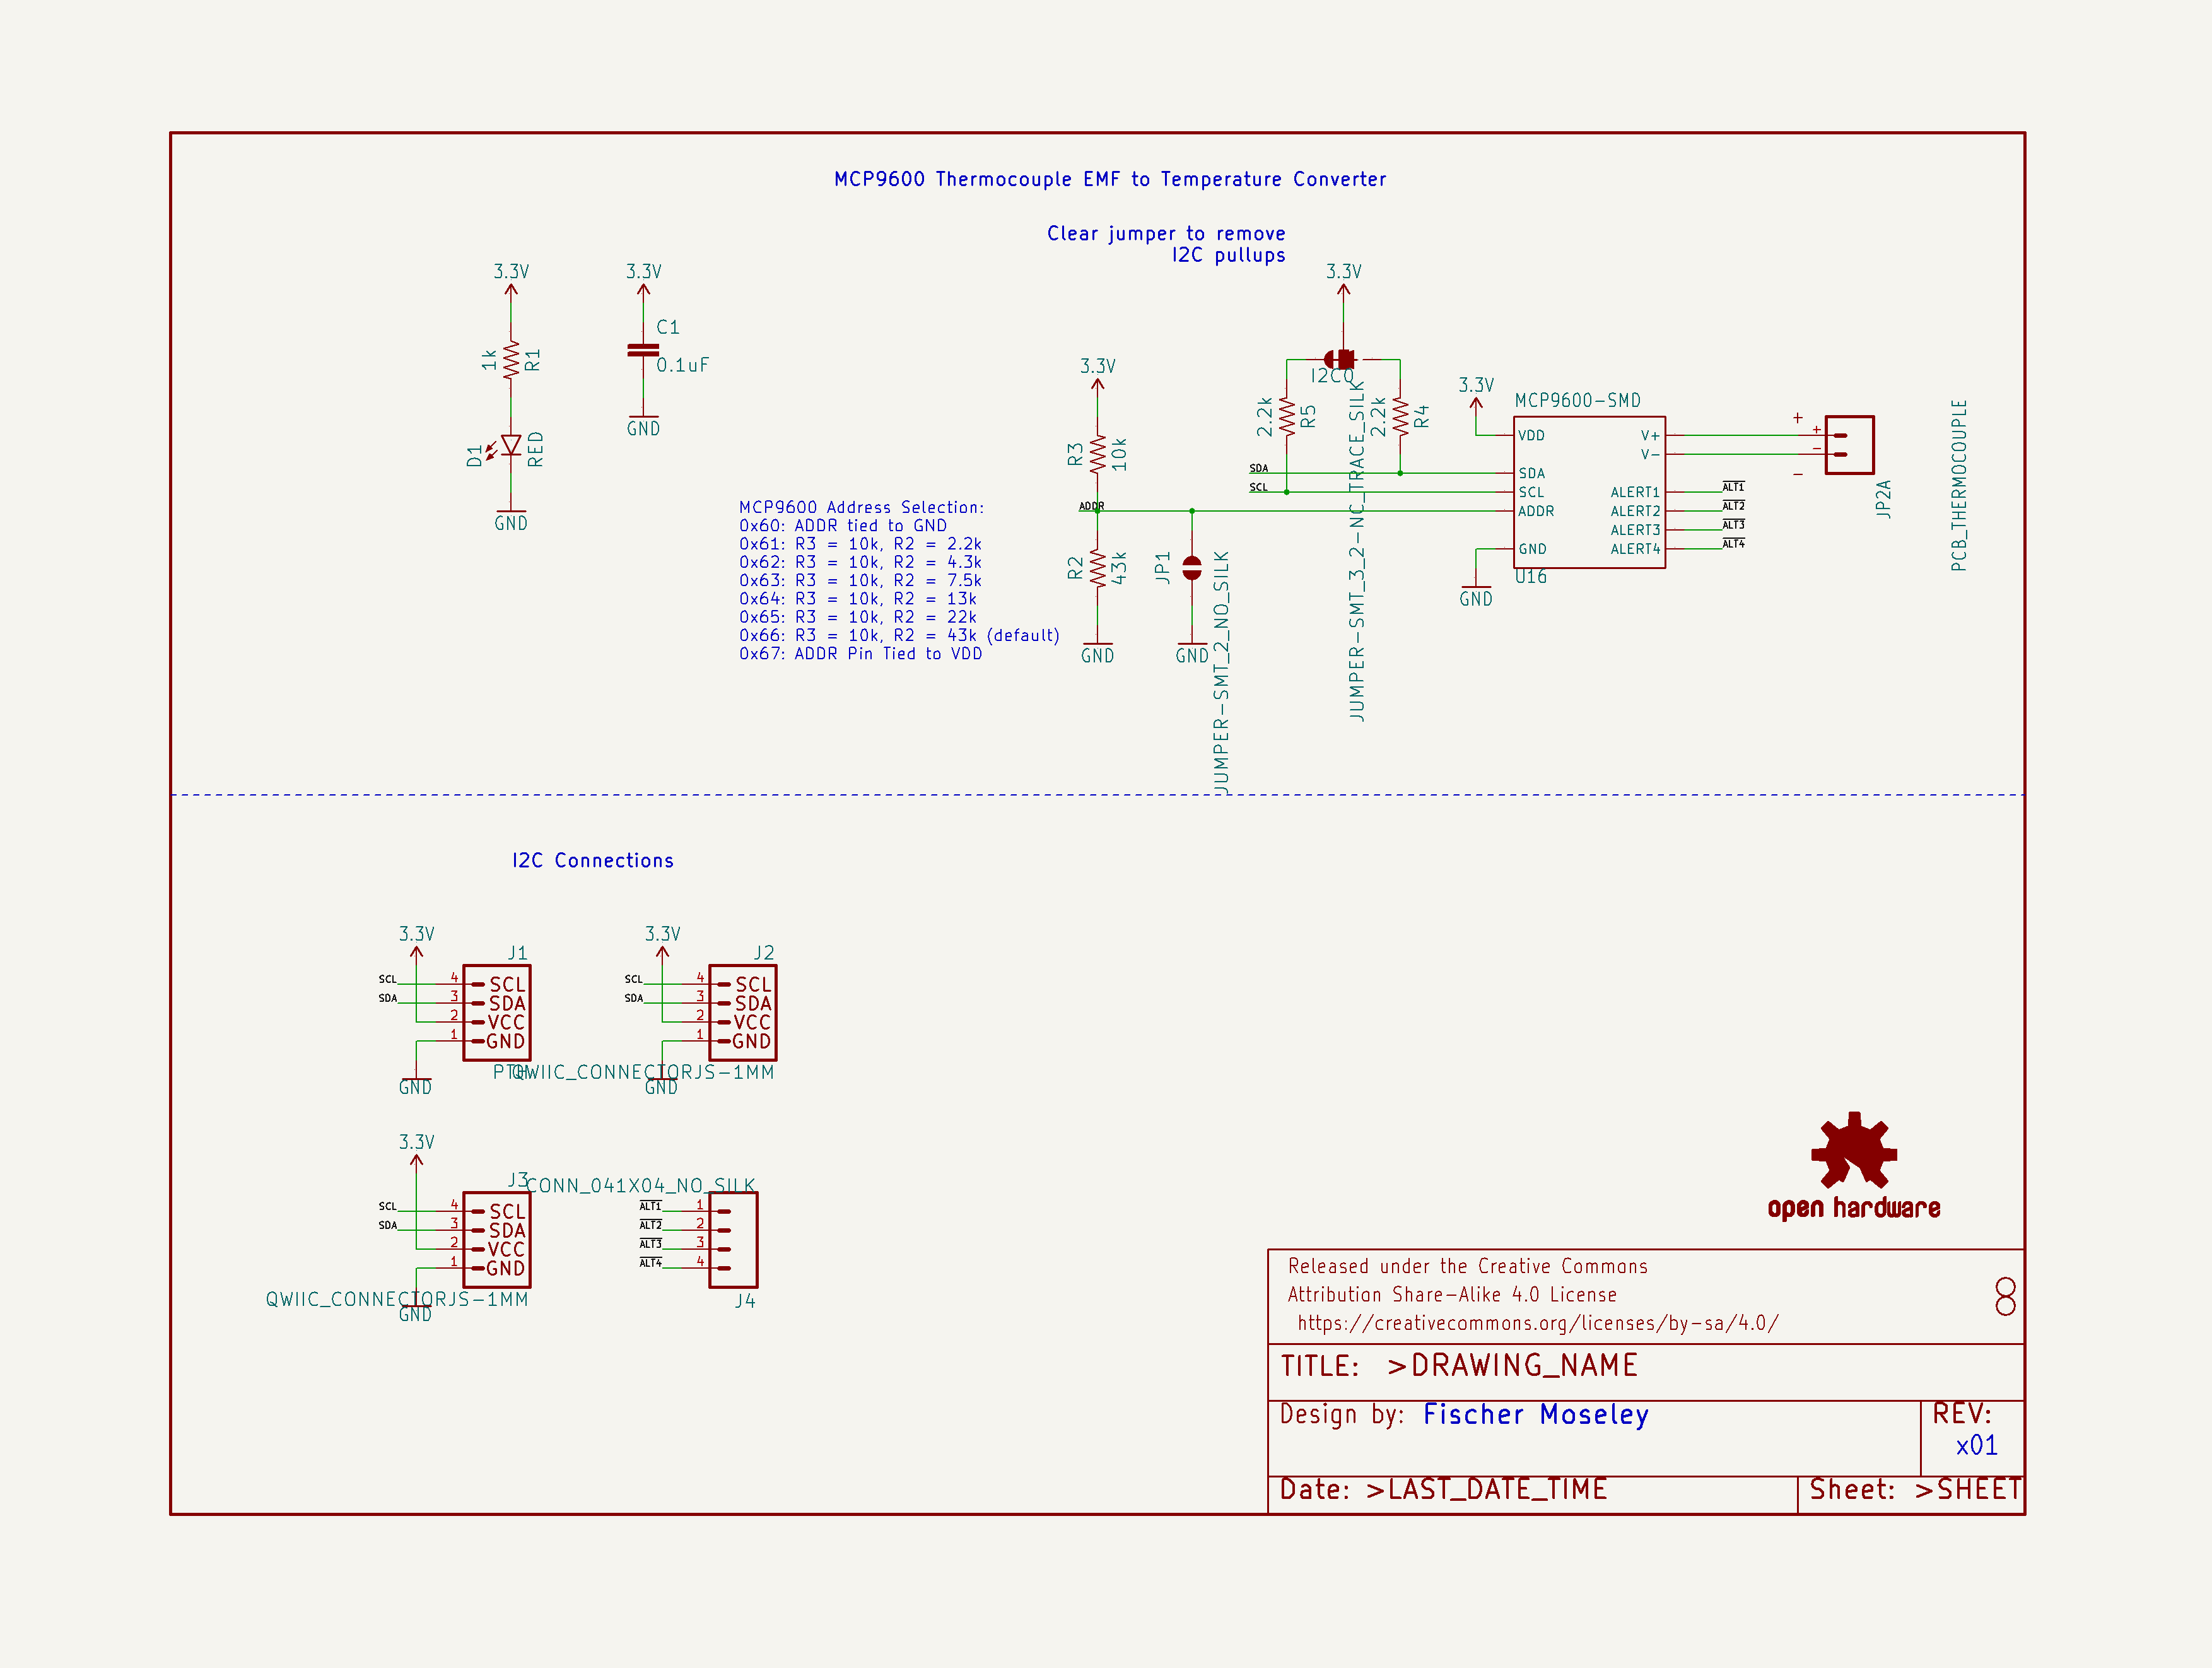 MCP9600 Thermocouple EMF to Temperature Converter
Clear jumper to remove
I2C pullups
3.3V
3.3V
3.3V
C1
0.1uF
1k
R1
GND
D1
RED
GND
3.3V
I2C0
3.3V
MCP9600-SMD
2.2k
R5
2.2k
R4
JUMPER-SMT_3_2-NC_TRACE_SILK
R3
10k
VDD
V+
V-
SDA
SDA
SCL
SCL
ALERT1
ALT1
ADDR
ADDR
ALERT2
ALT2
ALERT3
ALT3
GND
ALERT4
ALT4
U16
GND
+
+
-
-
JP2A
PCB_THERMOCOUPLE
MCP9600 Address Selection:
0x60: ADDR tied to GND
0x61: R3 = 10k, R2 = 2.2k
0x62: R3 = 10k, R2 = 4.3k
0x63: R3 = 10k, R2 = 7.5k
0x64: R3 = 10k, R2 = 13k
0x65: R3 = 10k, R2 = 22k
0x66: R3 = 10k, R2 = 43k (default)
0x67: ADDR Pin Tied to VDD
R2
43k
JP1
JUMPER-SMT_2_NO_SILK
GND
GND
I2C Connections
3.3V
J1
SCL
4
SCL
SDA
3
SDA
2
VCC
1
GND
PTH
GND
3.3V
J2
SCL
4
SCL
SDA
3
SDA
2
VCC
1
GND
QWIIC_CONNECTORJS-1MM
GND
3.3V
J3
SCL
4
SCL
SDA
3
SDA
2
VCC
1
GND
QWIIC_CONNECTORJS-1MM
GND
CONN_041X04_NO_SILK
ALT1
1
ALT2
2
ALT3
3
ALT4
4
J4
open hardware
Released under the Creative Commons
Attribution Share-Alike 4.0 License
https://creativecommons.org/licenses/by-sa/4.0/
TITLE: >DRAWING_NAME
Design by: Fischer Moseley
REV:
x01
Date: >LAST_DATE_TIME
Sheet: >SHEET